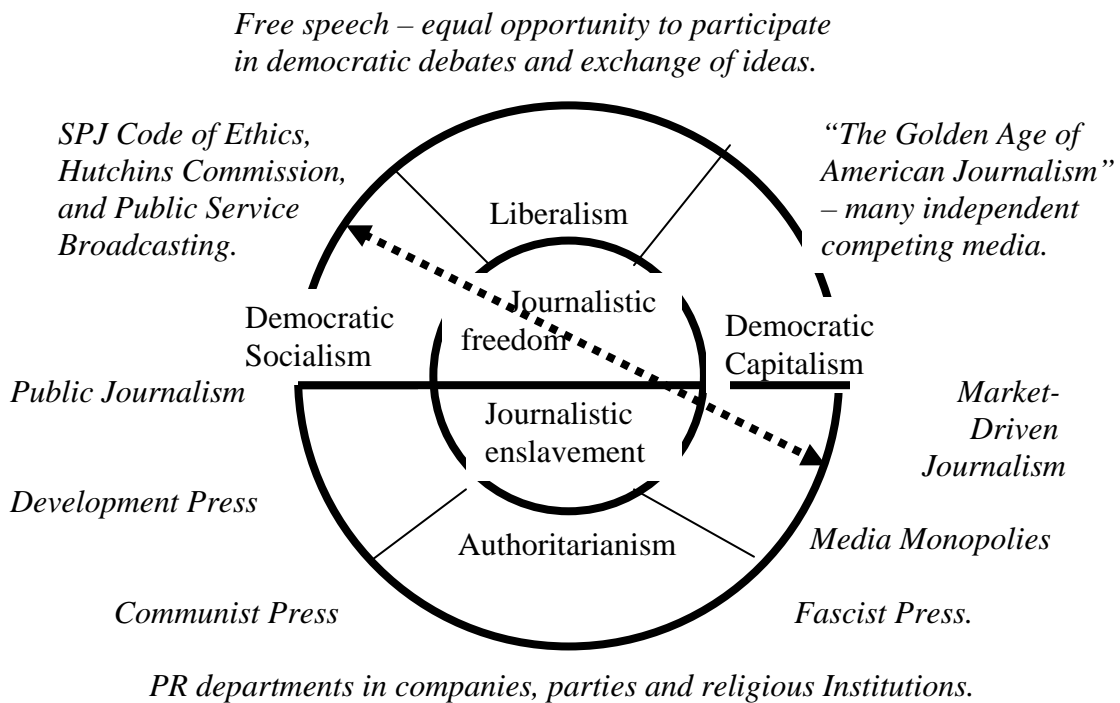 Free speech – equal opportunity to participate
in democratic debates and exchange of ideas.
SPJ Code of Ethics,
Hutchins Commission,
and Public Service
Broadcasting.
“The Golden Age of
American Journalism”
– many independent
competing media.
Liberalism
Journalistic
freedom
Democratic
Socialism
Democratic
Capitalism
Public Journalism
Market-
Driven
Journalism
Journalistic
enslavement
Development Press
Authoritarianism
Media Monopolies
Communist Press
Fascist Press.
PR departments in companies, parties and religious Institutions.